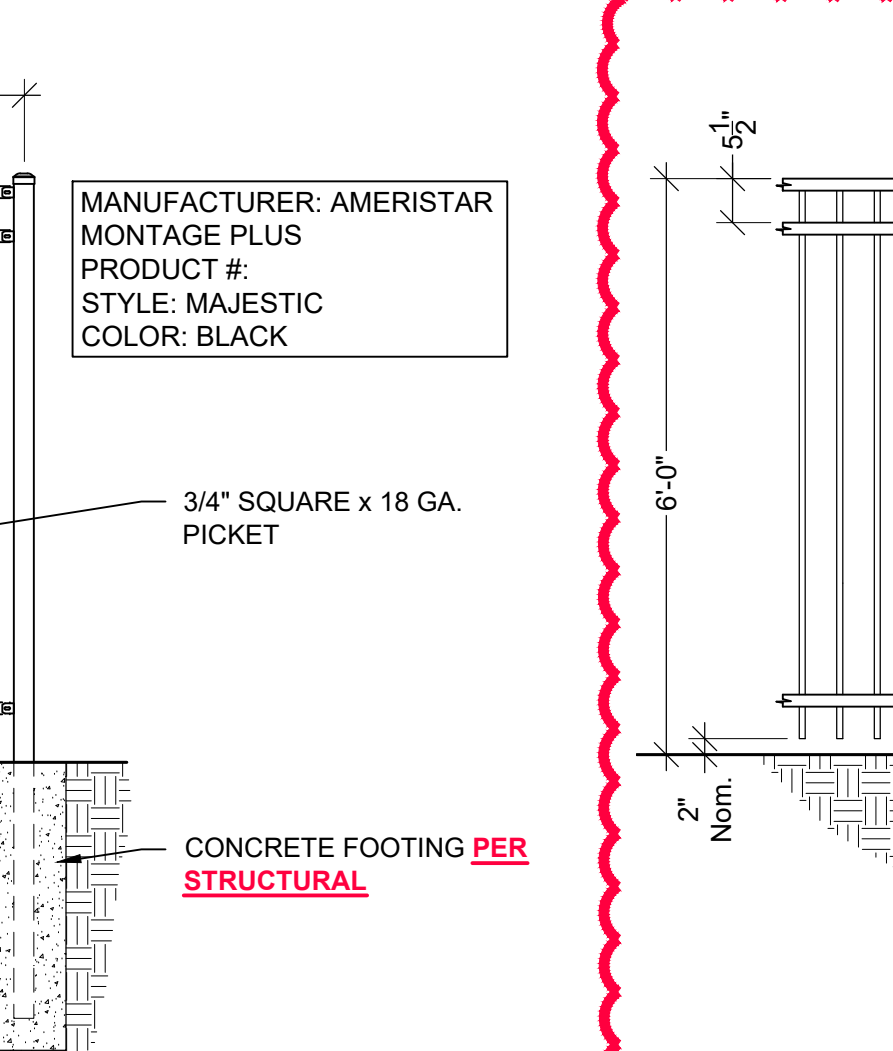 MANUFACTURER: AMERISTAR
MONTAGE PLUS
PRODUCT #:
STYLE: MAJESTIC
COLOR: BLACK
3/4" SQUARE x 18 GA.
PICKET
CONCRETE FOOTING PER
STRUCTURAL
5 1/2"
6'-0"
2"
Nom.